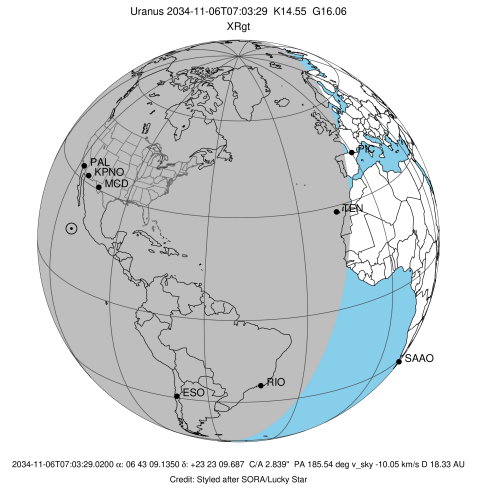 Uranus 2034-11-06T07:03:29 K14.55 G16.06
XRgt
PIC
PAL
KPNO
MCD
TEN
SAAO
RIO
ESO
2034-11-06T07:03:29.0200 α: 06 43 09.1350 δ: +23 23 09.687 C/A 2.839" PA 185.54 deg v_sky -10.05 km/s D 18.33 AU
Credit: Styled after SORA/Lucky Star